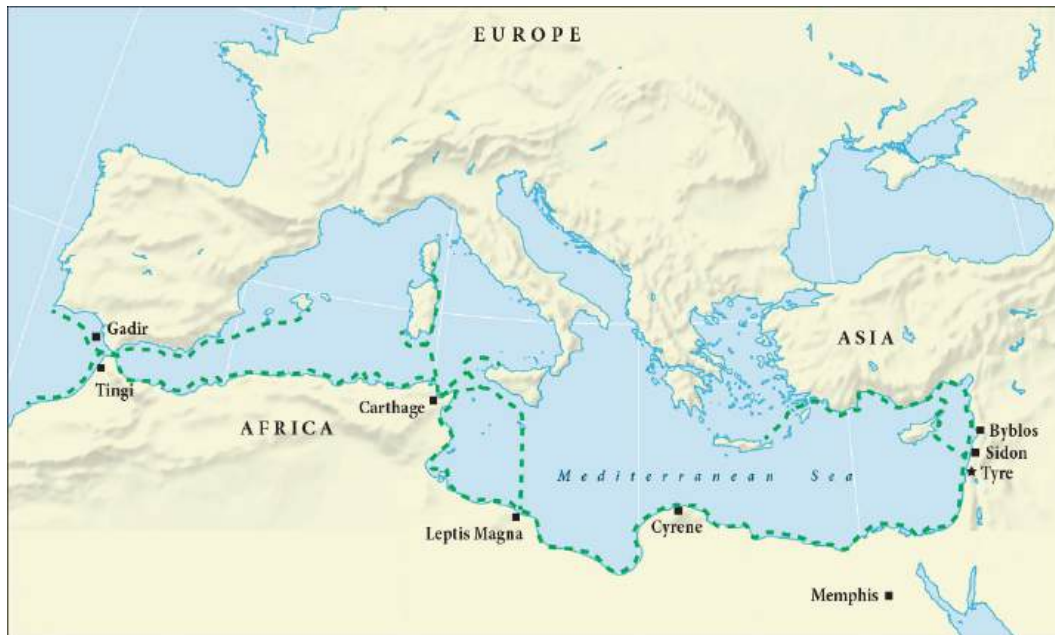 EUROPE
ASIA
Gadir
Tingi
Carthage
AFRICA
Byblos
Sidon
Tyre
Mediterranean Sea
Leptis Magna
Cyrene
Memphis